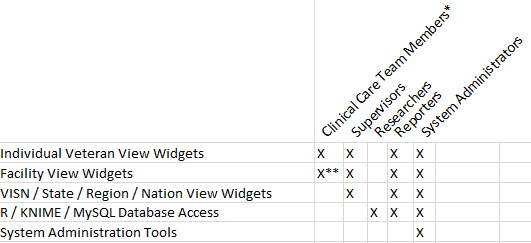 Clinical Care Team Members*
Supervisors
Researchers
Reporters
System Administrators
Individual Veteran View Widgets X X X X
Facility View Widgets X** X X X
VISN / State / Region / Nation View Widgets X X X
R / KNIME / MySQL Database Access X X X
System Administration Tools X